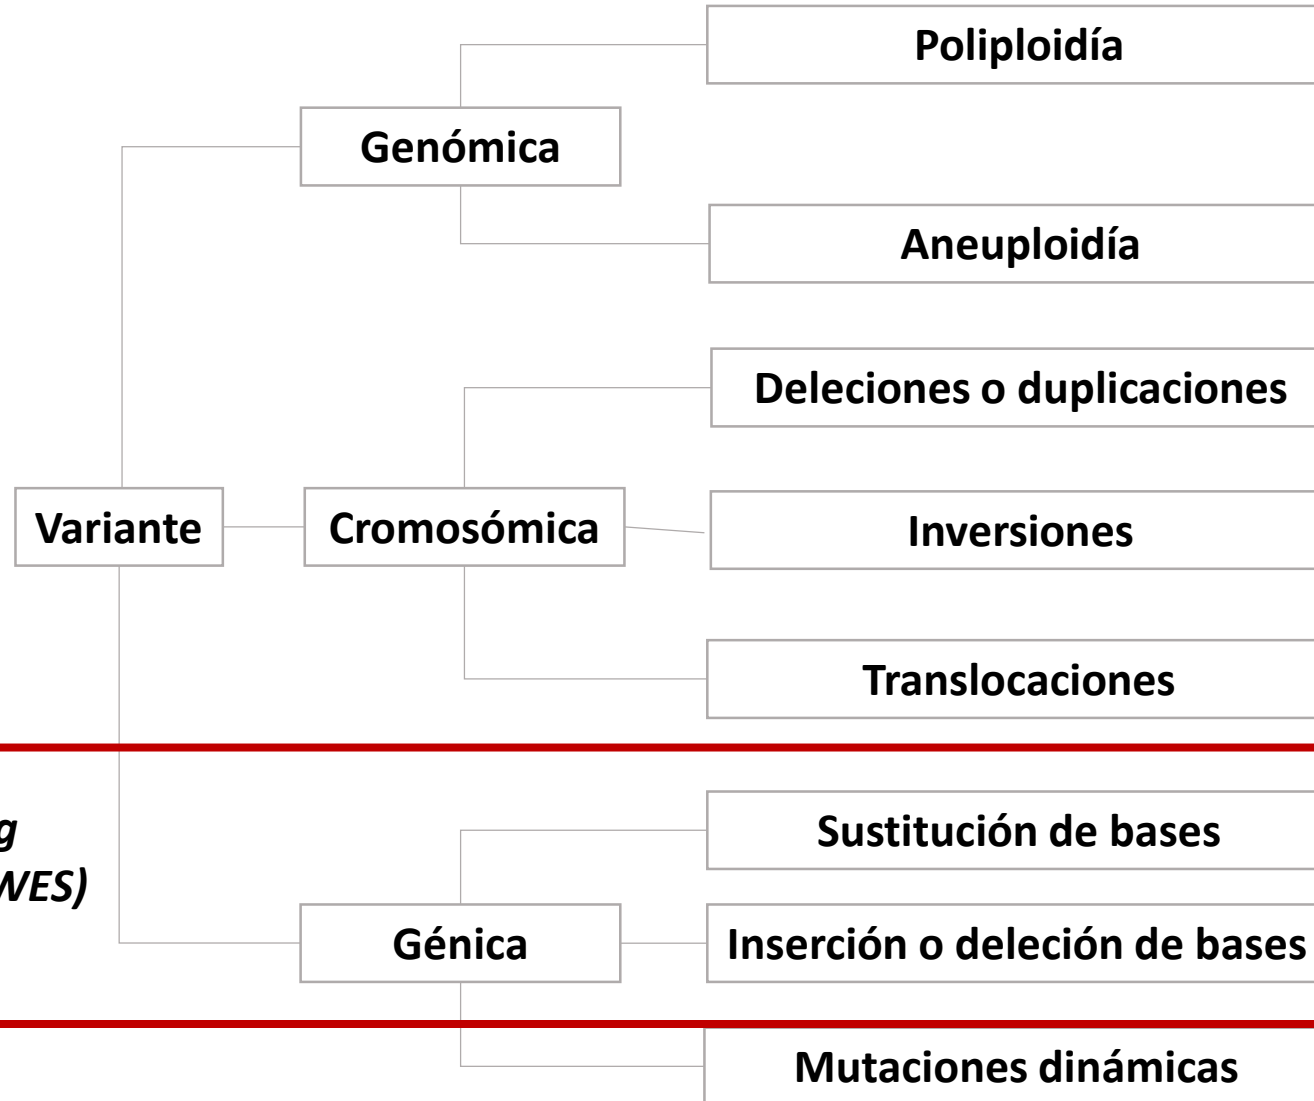 Poliploidía
Genómica
Aneuploidía
Deleciones o duplicaciones
Variante
Cromosómica
Inversiones
Translocaciones
Sustitución de bases
WES)
Génica
Inserción o deleción de bases
Mutaciones dinámicas